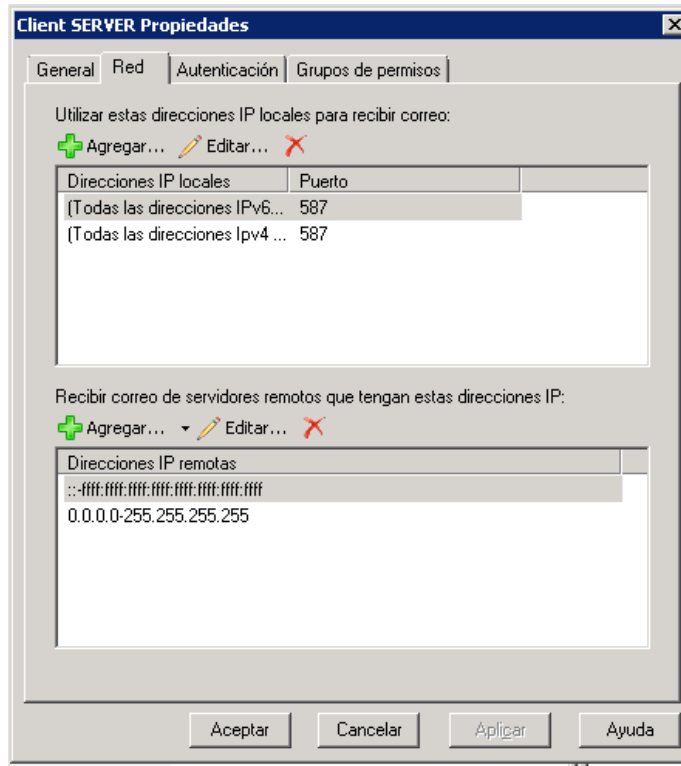 Client SERVER Propiedades
General Red Autenticación Grupos de permisos
Utilizar estas direcciones IP locales para recibir correo:
Agregar... Editar...
Direcciones IP locales Puerto
(Todas las direcciones IPv6... 587
(Todas las direcciones Ipv4 ... 587
Recibir correo de servidores remotos que tengan estas direcciones IP:
Agregar... Editar...
Direcciones IP remotas
::-ffff:ffff:ffff:ffff:ffff:ffff:ffff:ffff
0.0.0.0-255.255.255.255
Aceptar Cancelar Aplicar Ayuda